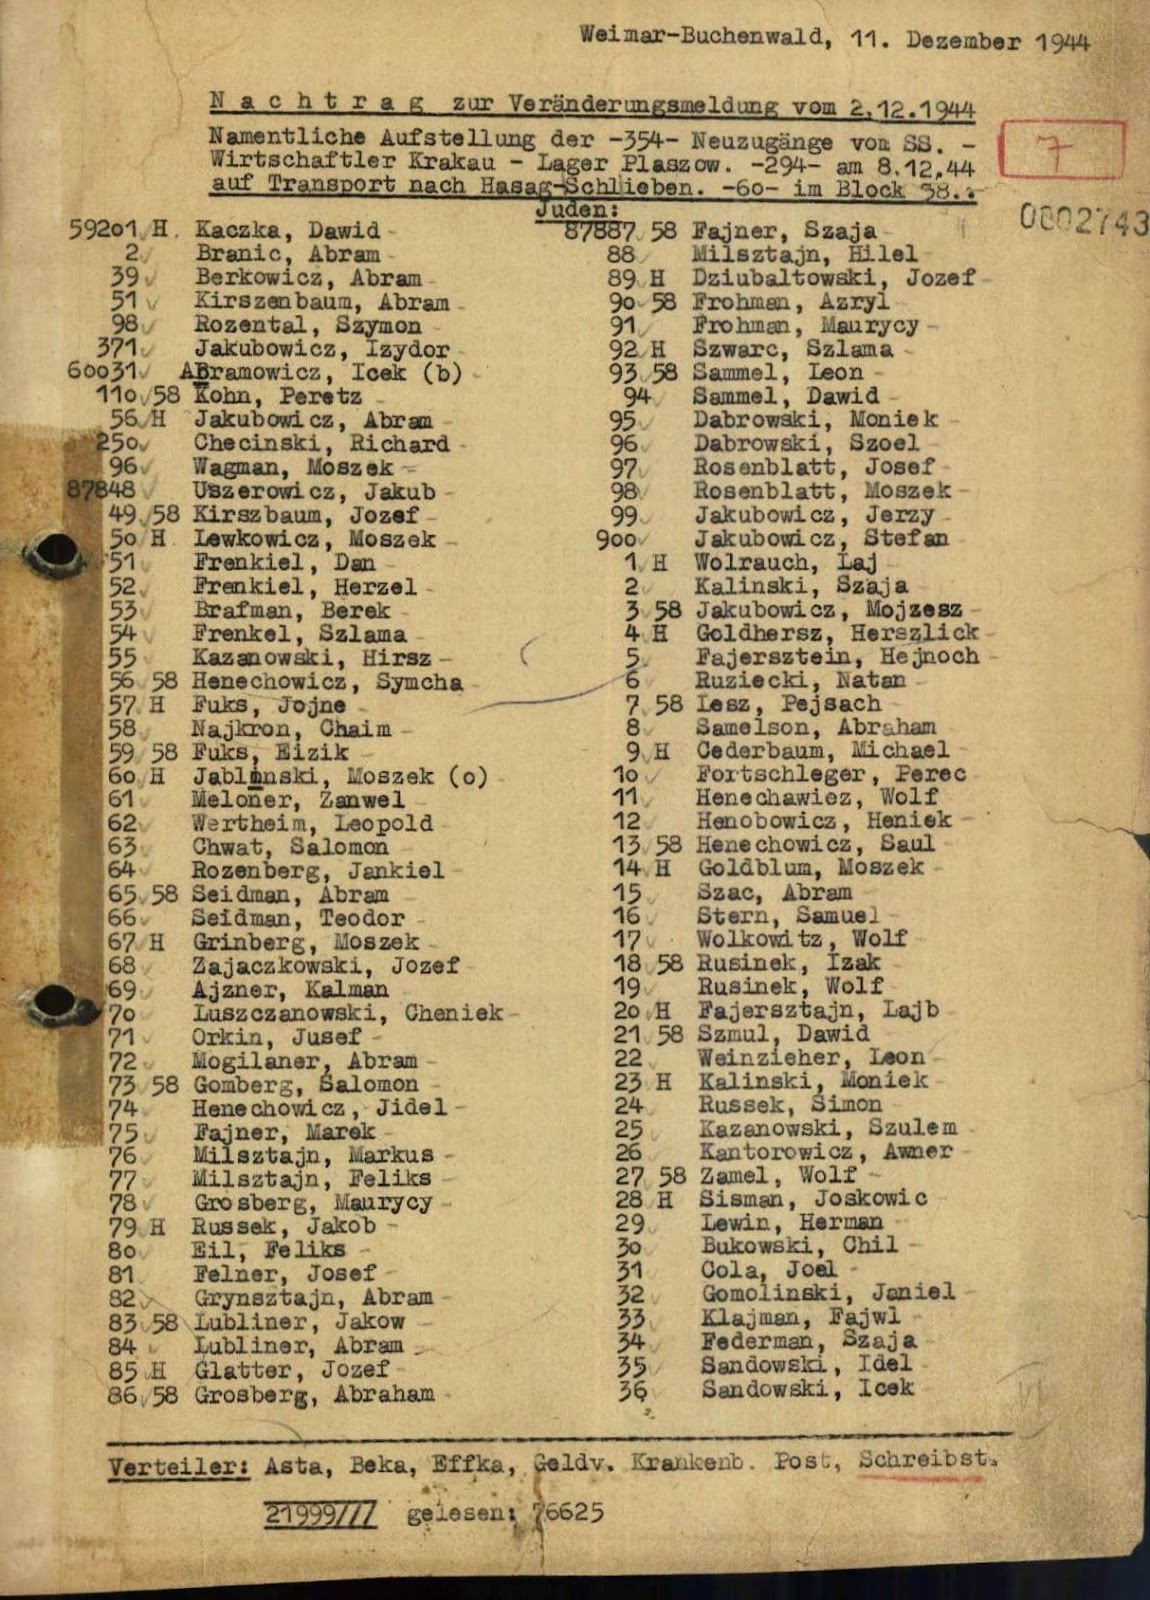 Weimar-Buchenwald, 11. Dezember 1944
N a c h t r a g zur Veränderungsmeldung vom 2.12.1944
Namentliche Aufstellung der -354- Neuzugänge vom SS. -
Wirtschaftler Krakau - Lager Plaszow. -294- am 8.12.44
auf Transport nach Hasag-Schlieben. -60- im Block 58..
7
0002743
Juden:
59201 H. Kaczka, Dawid -
2 Branic, Abram -
39 Berkowicz, Abram
51 Kirszenbaum, Abram -
98 Rozental, Szymon -
371 Jakubowicz, Izydor
60031 ABramowicz, Icek (b) -
110 58 Kohn, Peretz -
56 H Jakubowicz, Abram -
250 Checinski, Richard -
96 Wagman, Moszek -
87848 Uszerowicz, Jakub -
49 58 Kirszbaum, Jozef -
50 H Lewkowicz, Moszek -
51 Frenkiel, Dan -
52 Frenkiel, Herzel -
53 Brafman, Berek -
54 Frenkel, Szlama -
55 Kazanowski, Hirsz -
56 58 Henechowicz, Symcha
57 H Fuks, Jojne -
58 Najkron, Chaim -
59 58 Fuks, Eizik
60 H Jablonski, Moszek (o) -
61 Meloner, Zanwel -
62 Wertheim, Leopold -
63 Chwat, Salomon -
64 Rozenberg, Jankiel -
65 58 Seidman, Abram -
66 Seidman, Teodor -
67 H Grinberg, Moszek -
68 Zajaczkowski, Jozef -
69 Ajzner, Kalman
70 Luszczanowski, Cheniek -
71 Orkin, Jusef -
72 Mogilaner, Abram -
73 58 Gomberg, Salomon -
74 Henechowicz, Jidel -
75 Fajner, Marek -
76 Milsztajn, Markus -
77 Milsztajn, Feliks -
78 Grosberg, Maurycy -
79 H Russek, Jakob -
80 Eil, Feliks -
81 Felner, Josef -
82 Grynsztajn, Abram -
83 58 Lubliner, Jakow -
84 Lubliner, Abram -
85 H Glatter, Jozef
86 58 Grosberg, Abraham -
87887 58 Fajner, Szaja -
88 Milsztajn, Hilel -
89 H Dziubaltowski, Jozef -
90 58 Frohman, Azryl
91 Frohman, Maurycy -
92 H Szwarc, Szlama -
93 58 Sammel, Leon -
94 Sammel, Dawid -
95 Dabrowski, Moniek -
96 Dabrowski, Szoel -
97 Rosenblatt, Josef -
98 Rosenblatt, Moszek -
99 Jakubowicz, Jerzy -
900 Jakubowicz, Stefan
1 H Wolrauch, Laj -
2 Kalinski, Szaja -
3 58 Jakubowicz, Mojzesz -
4 H Goldhersz, Herszlick -
5 Fajersztein, Hejnoch -
6 Ruziecki, Natan -
7 58 Lesz, Pejsach -
8 Samelson, Abraham
9 H Cederbaum, Michael -
10 Fortschleger, Perec -
11 Henechawicz, Wolf
12 Henobowicz, Heniek -
13 58 Henechowicz, Saul -
14 H Goldblum, Moszek -
15 Szac, Abram -
16 Stern, Samuel -
17 Wolkowitz, Wolf
18 58 Rusinek, Izak -
19 Rusinek, Wolf -
20 H Fajersztajn, Lajb -
21 58 Szmul, Dawid -
22 Weinzieher, Leon -
23 H Kalinski, Moniek -
24 Russek, Simon -
25 Kazanowski, Szulem -
26 Kantorowicz, Awner -
27 58 Zamel, Wolf -
28 H Sisman, Joskowic -
29 Lewin, Herman -
30 Bukowski, Chil -
31 Cola, Joel -
32 Gomolinski, Janiel -
33 Klajman, Fajwl -
34 Federman, Szaja -
35 Sandowski, Idel -
36 Sandowski, Icek
Verteiler: Asta, Beka, Effka, Geldv. Krankenb. Post, Schreibst.
21999/77 gelesen: 76625